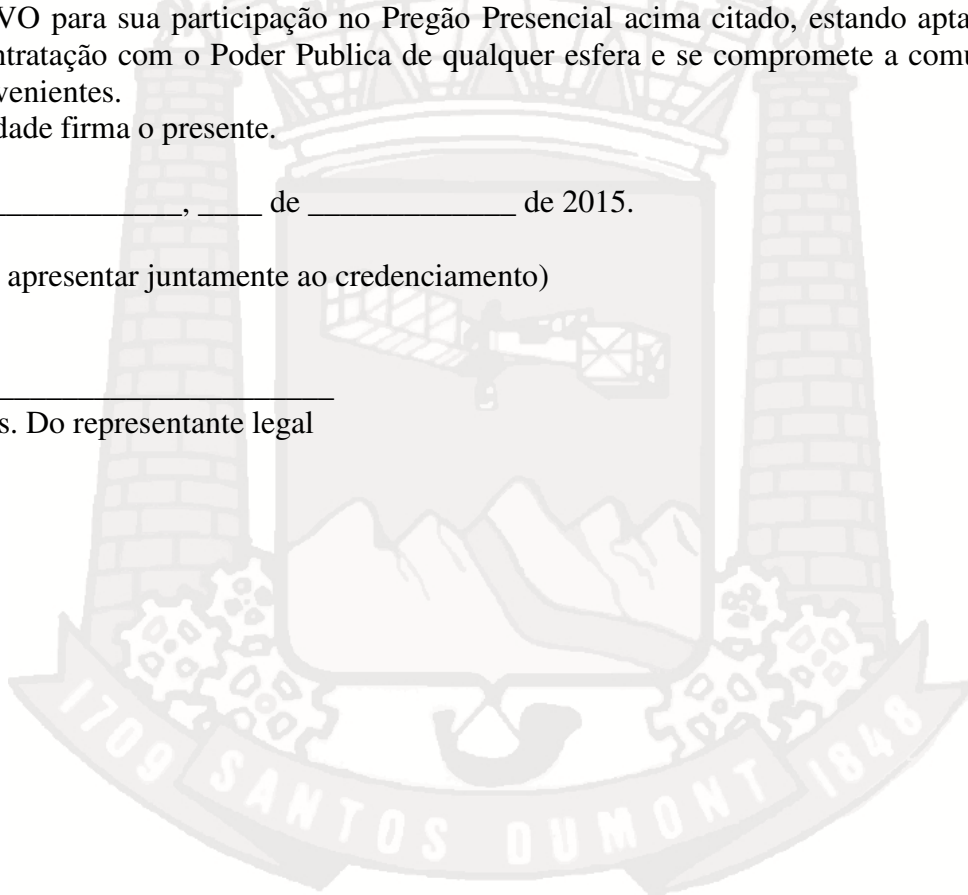 VO para sua participação no Pregão Presencial acima citado, estando apta
ntratação com o Poder Publica de qualquer esfera e se compromete a comu
venientes.
dade firma o presente.
____________, ____ de _____________ de 2015.
apresentar juntamente ao credenciamento)
_____________________
s. Do representante legal
1709 SANTOS DUMONT 1848